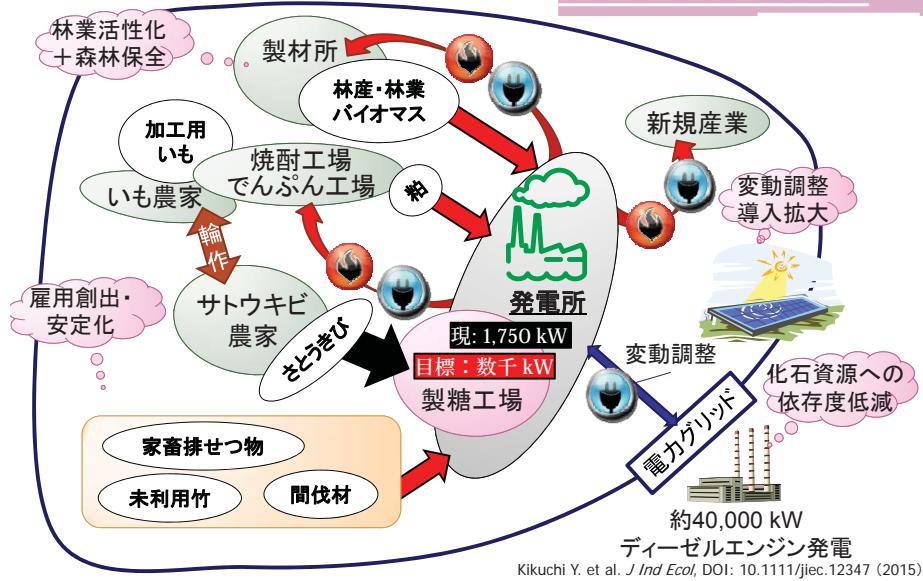 林業活性化
＋森林保全
製材所
林産・林業
バイオマス
加工用
いも
いも農家
焼酎工場
でんぷん工場
粕
新規産業
変動調整
導入拡大
輪作
雇用創出・
安定化
サトウキビ
農家
さとうきび
発電所
現: 1,750 kW
目標：数千 kW
製糖工場
変動調整
化石資源への
依存度低減
電力グリッド
家畜排せつ物
未利用竹
間伐材
約40,000 kW
ディーゼルエンジン発電
Kikuchi Y. et al. J Ind Ecol, DOI: 10.1111/jiec.12347 (2015)